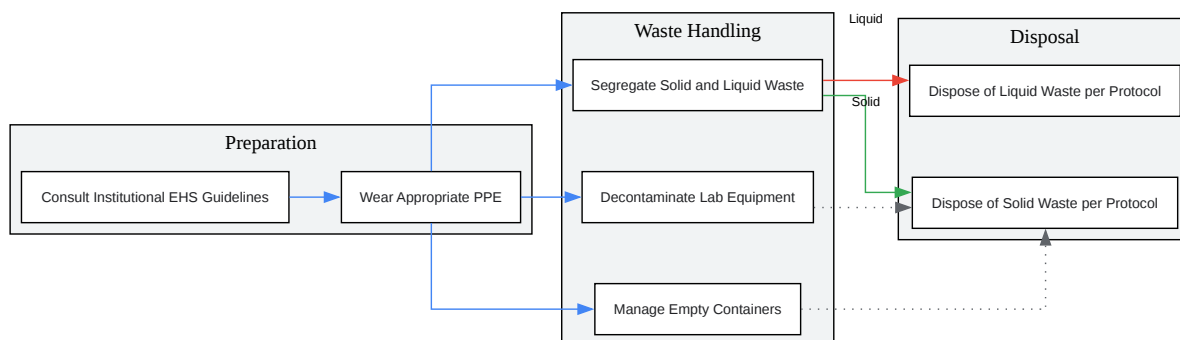 Preparation
Consult Institutional EHS Guidelines
Wear Appropriate PPE
Waste Handling
Segregate Solid and Liquid Waste
Decontaminate Lab Equipment
Manage Empty Containers
Liquid
Solid
Disposal
Dispose of Liquid Waste per Protocol
Dispose of Solid Waste per Protocol